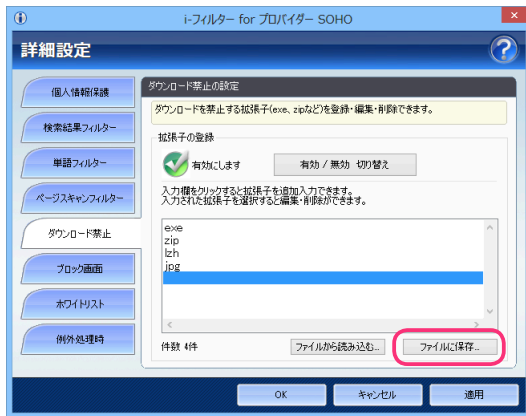 i-フィルター for プロバイダー SOHO
詳細設定
個人情報保護
検索結果フィルター
単語フィルター
ページスキャンフィルター
ダウンロード禁止
ブロック画面
ホワイトリスト
例外処理時
ダウンロード禁止の設定
ダウンロードを禁止する拡張子(exe、zipなど)を登録・編集・削除できます。
拡張子の登録
有効にします
有効 / 無効 切り替え
入力欄をクリックすると拡張子を追加入力できます。
入力された拡張子を選択すると編集・削除ができます。
exe
zip
lzh
jpg
件数 4件
ファイルから読み込む...
ファイルに保存...
OK
キャンセル
適用